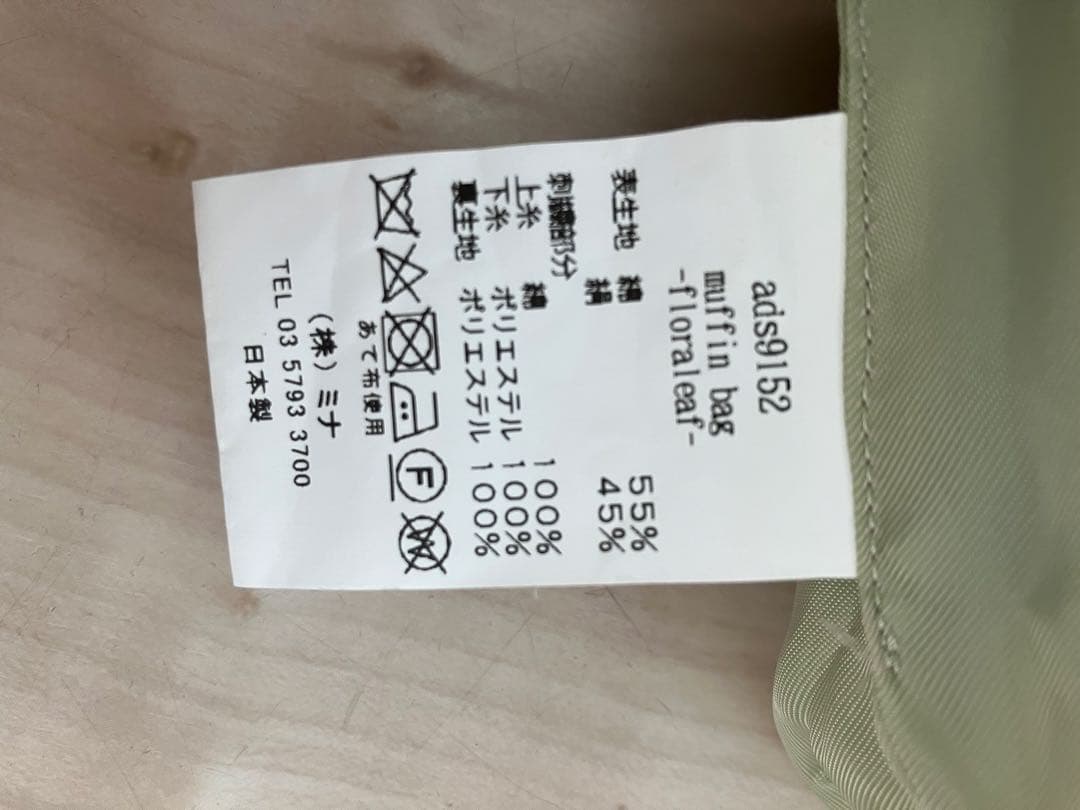 ads9152
muffin bag
-floraleaf-
表生地 綿 55%
絹 45%
刺繍部分
上糸 綿 100%
下糸 ポリエステル 100%
裏生地 ポリエステル 100%
F
W
あて布使用
(株)ミナ
TEL 03 5793 3700
日本製